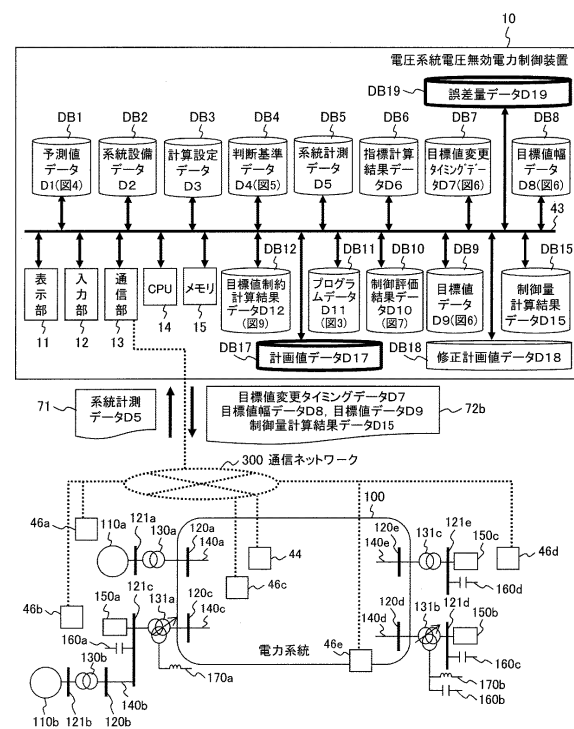 10
電圧系統電圧無効電力制御装置
DB19
誤差量データD19
DB1
DB2
DB3
DB4
DB5
DB6
DB7
DB8
予測値
データ
D1(図4)
系統設備
データ
D2
計算設定
データ
D3
判断基準
データ
D4(図5)
系統計測
データ
D5
指標計算
結果デー
タD6
目標値変更
タイミングデー
タD7(図6)
目標値幅
データ
D8(図6)
43
表示部
11
入力部
12
通信部
13
CPU
14
メモリ
15
DB12
目標値制約
計算結果
データD12
(図9)
DB11
プログラ
ムデータ
D11
(図3)
DB10
制御評価
結果デー
タD10
(図7)
DB9
目標値
データ
D9(図6)
DB15
制御量
計算結果
データD15
DB17
計画値データD17
DB18
修正計画値データD18
71
系統計測
データD5
目標値変更タイミングデータD7
目標値幅データD8, 目標値データD9
制御量計算結果データD15
72b
300 通信ネットワーク
100
46a
110a
121a
130a
120a
140a
44
46c
120e
140e
131c
121e
150c
160d
46d
46b
150a
121c
131a
120c
140c
160a
170a
電力系統
46e
120d
140d
131b
121d
150b
160c
170b
160b
130b
140b
110b
121b
120b